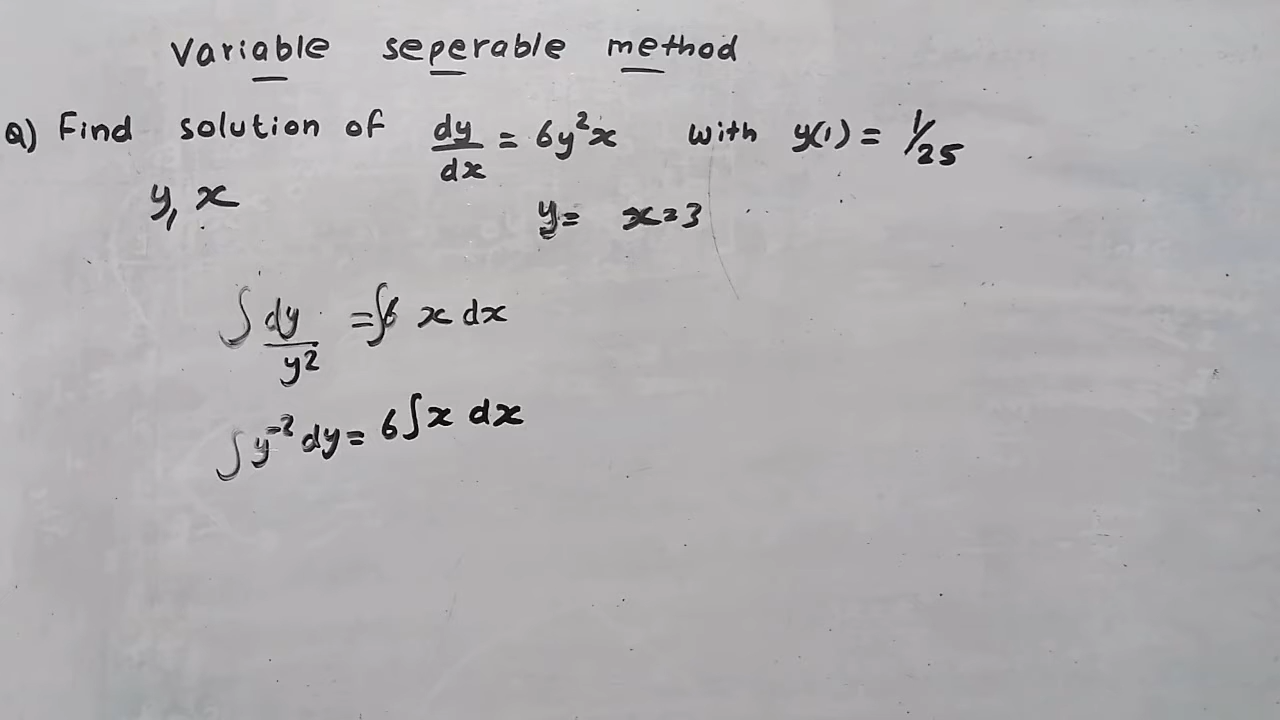 Variable seperable method
Q) Find solution of dy/dx = 6y²x with y(1) = 1/25
y, x y= x=3
∫ dy/y² = ∫6 x dx
∫ y⁻² dy = 6∫x dx